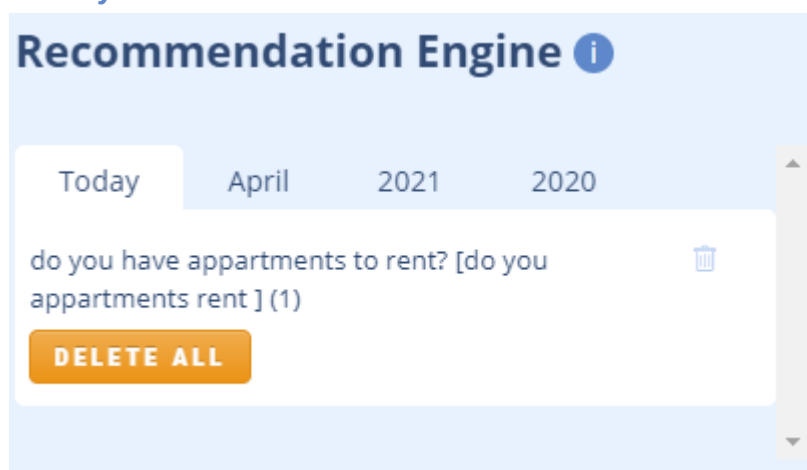 Recommendation Engine i
Today April 2021 2020
do you have appartments to rent? [do you
appartments rent ] (1)
DELETE ALL